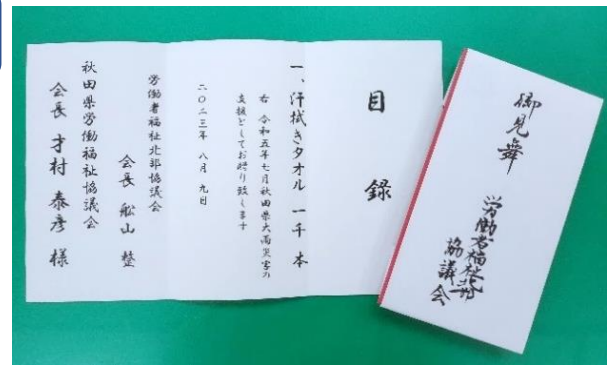 目録
一、汗拭きタオル 一千本
右 令和五年七月秋田県大雨災害の
支援としてお贈り致します
二〇二三年 八月 九日
労働者福祉北部協議会
会長 舩山 整
秋田県労働福祉協議会
会長 才村 泰彦 様
御見舞
労働者福祉北部
協議会